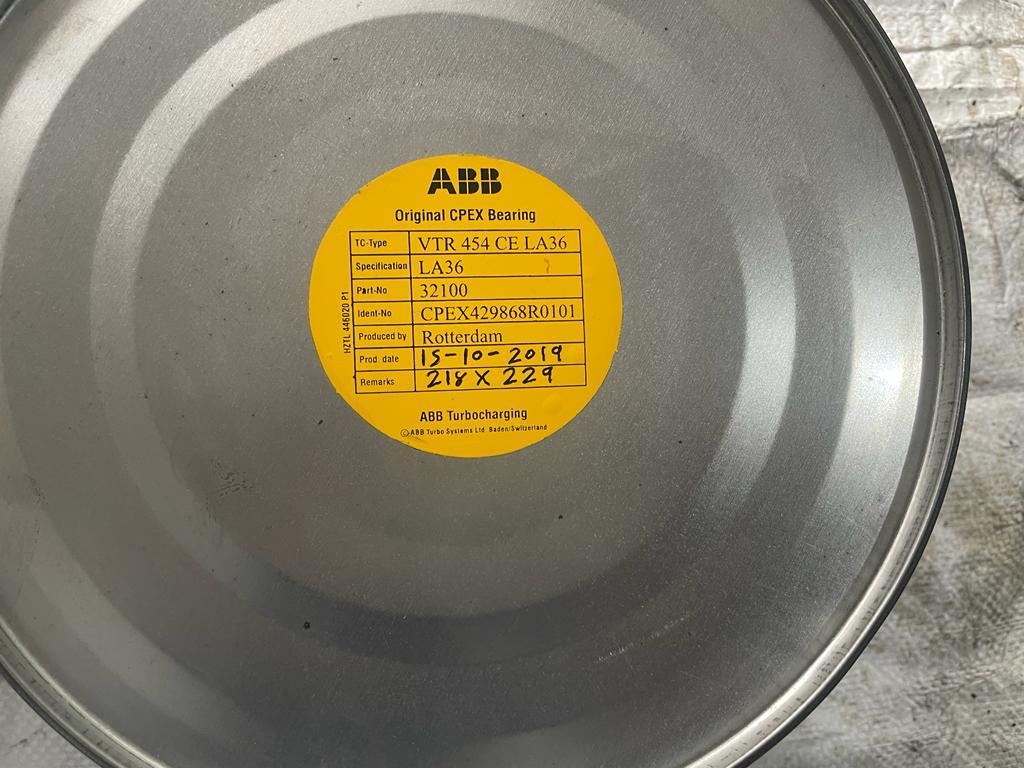 ABB
Original CPEX Bearing
TC-Type VTR 454 CE LA36
Specification LA36
Part-No 32100
Ident-No CPEX429868R0101
Produced by Rotterdam
Prod. date 15-10-2019
Remarks 218 X 229
HZTL 446020 P1
ABB Turbocharging
©ABB Turbo Systems Ltd. Baden/Switzerland